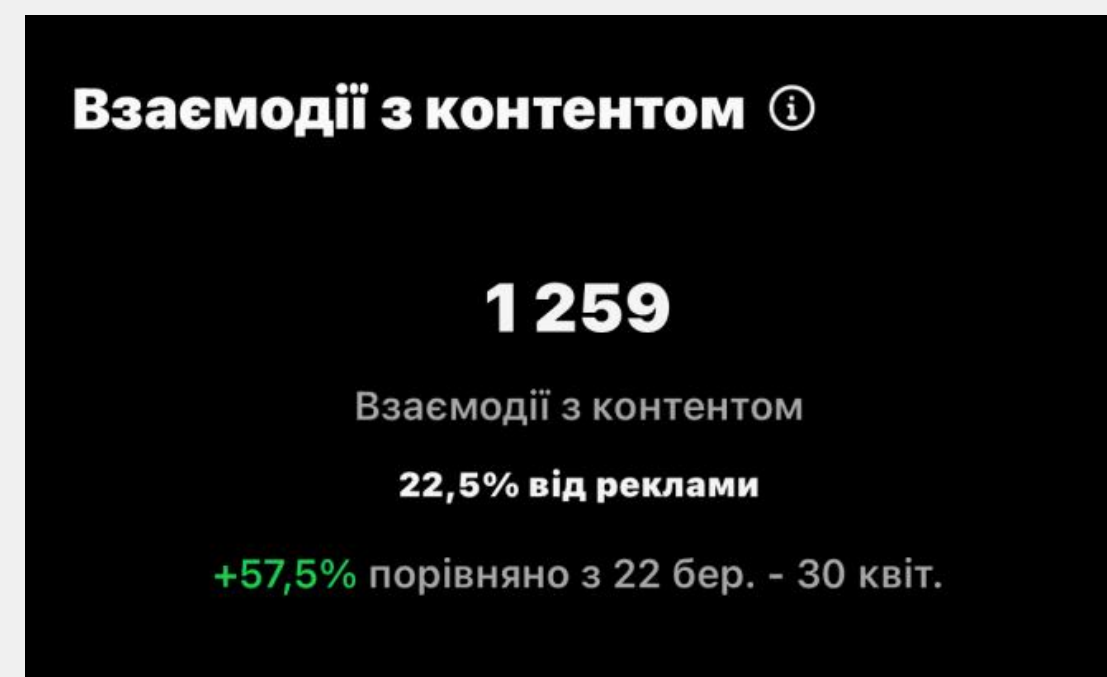 Взаємодії з контентом
1 259
Взаємодії з контентом
22,5% від реклами
+57,5% порівняно з 22 бер. - 30 квіт.